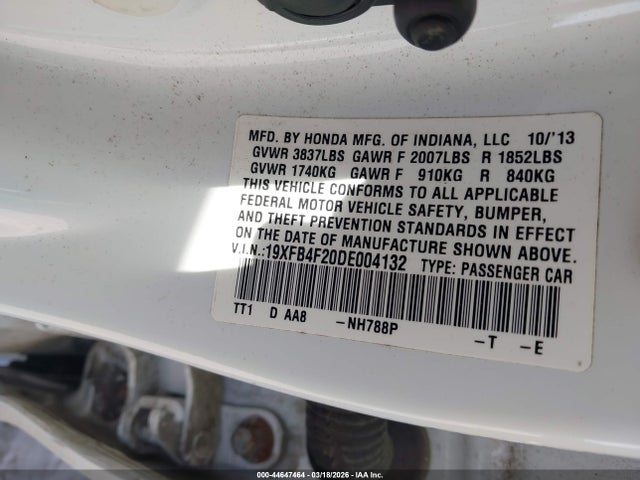 MFD. BY HONDA MFG. OF INDIANA, LLC 10/'13
GVWR 3837LBS GAWR F 2007LBS R 1852LBS
GVWR 1740KG GAWR F 910KG R 840KG
THIS VEHICLE CONFORMS TO ALL APPLICABLE
FEDERAL MOTOR VEHICLE SAFETY, BUMPER,
AND THEFT PREVENTION STANDARDS IN EFFECT
ON THE DATE OF MANUFACTURE SHOWN ABOVE.
V.I.N.:19XFB4F20DE004132 TYPE: PASSENGER CAR
TT1 D AA8 -NH788P -T -E
000-44647464 - 03/18/2026 - IAA Inc.